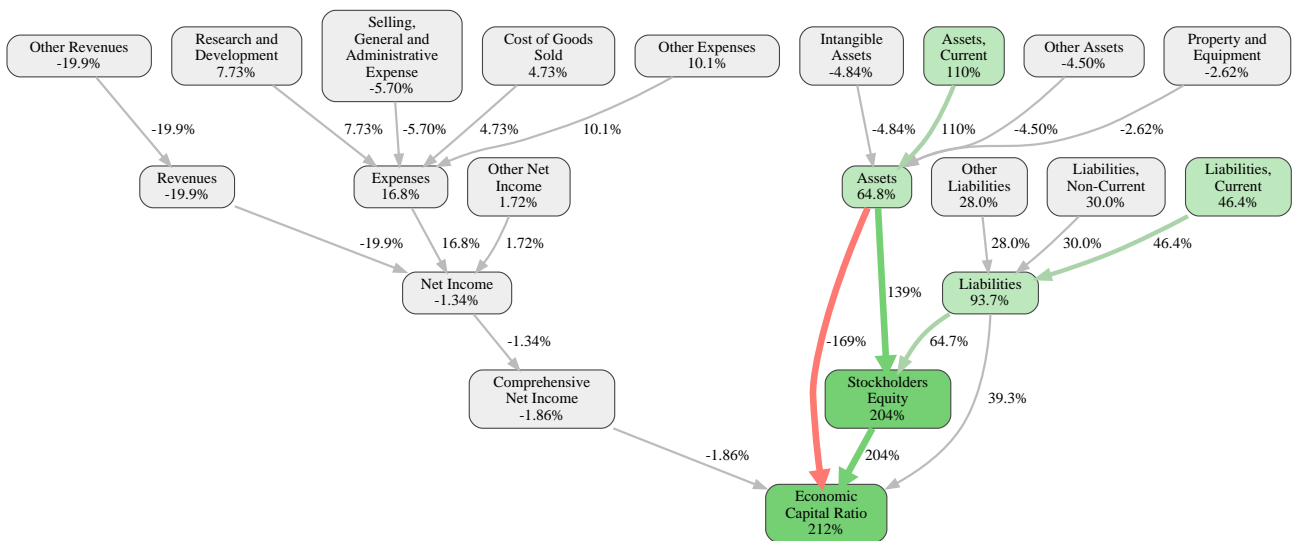 Other Revenues
-19.9%
Research and
Development
7.73%
Selling,
General and
Administrative
Expense
-5.70%
Cost of Goods
Sold
4.73%
Other Expenses
10.1%
Intangible
Assets
-4.84%
Assets,
Current
110%
Other Assets
-4.50%
Property and
Equipment
-2.62%
-19.9%
7.73%
-5.70%
4.73%
10.1%
-4.84%
110%
-4.50%
-2.62%
Revenues
-19.9%
Expenses
16.8%
Other Net
Income
1.72%
Assets
64.8%
Other
Liabilities
28.0%
Liabilities,
Non-Current
30.0%
Liabilities,
Current
46.4%
-19.9%
16.8%
1.72%
28.0%
30.0%
46.4%
Net Income
-1.34%
139%
Liabilities
93.7%
-1.34%
-169%
64.7%
Comprehensive
Net Income
-1.86%
Stockholders
Equity
204%
39.3%
-1.86%
204%
Economic
Capital Ratio
212%